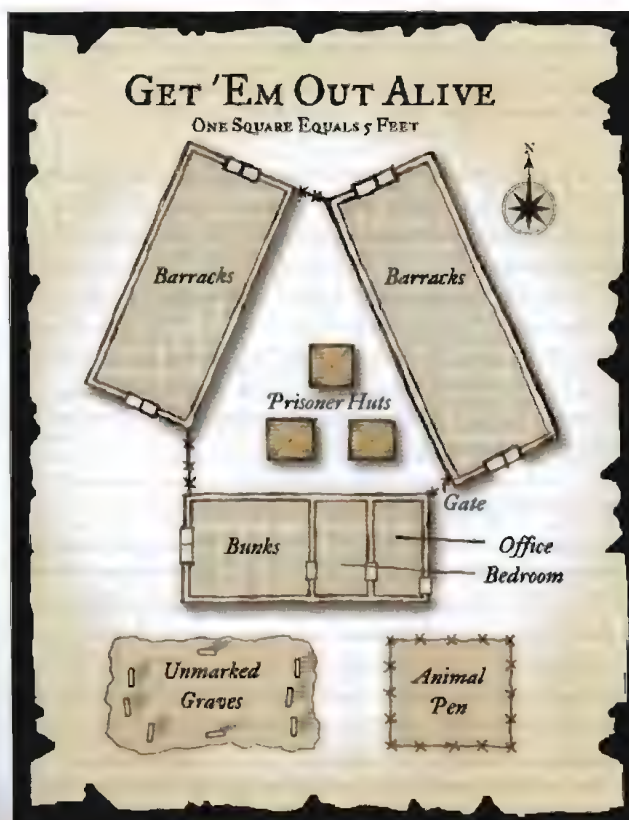 Get 'Em Out Alive
One Square Equals 5 Feet
N
Barracks
Barracks
Prisoner Huts
Gate
Bunks
Office
Bedroom
Unmarked
Graves
Animal
Pen